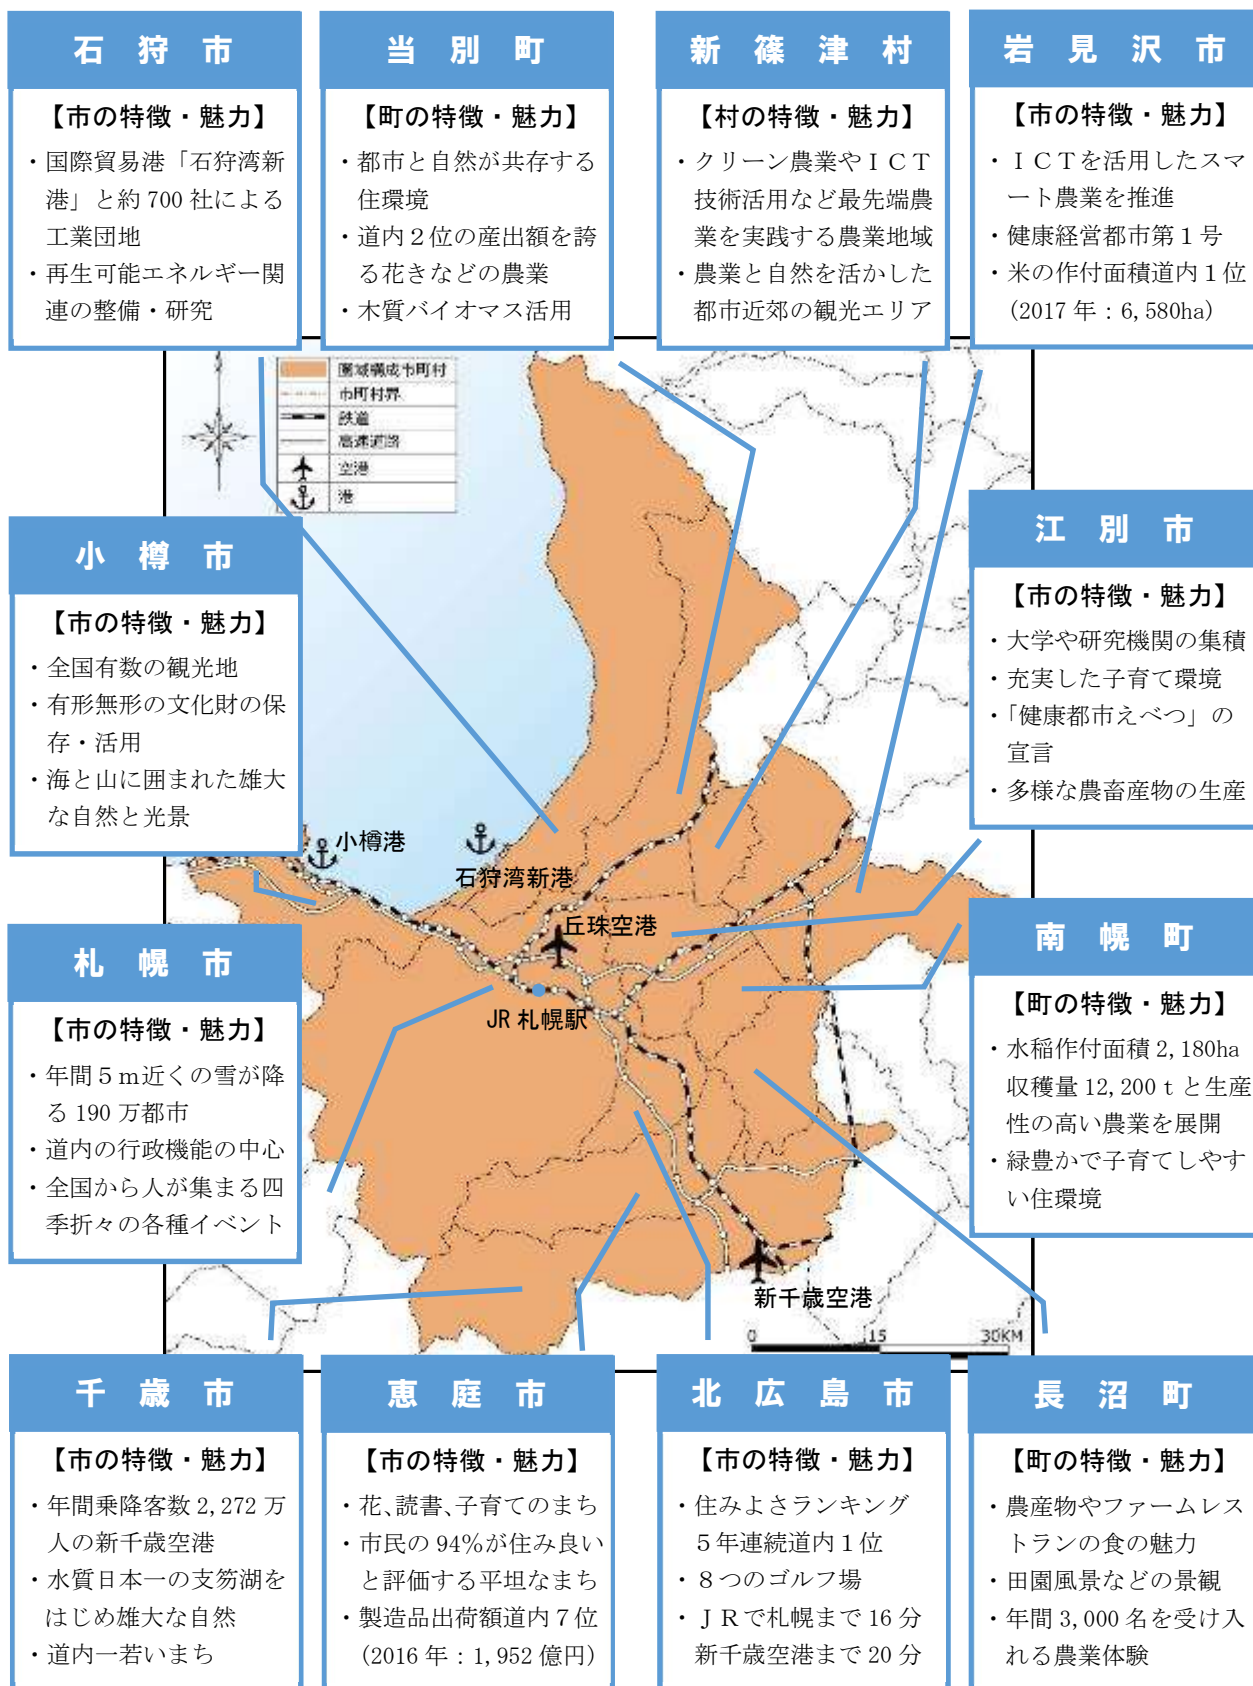 石狩市
【市の特徴・魅力】
・国際貿易港「石狩湾新
港」と約 700 社による
工業団地
・再生可能エネルギー関
連の整備・研究
当別町
【町の特徴・魅力】
・都市と自然が共存する
住環境
・道内２位の産出額を誇
る花きなどの農業
・木質バイオマス活用
新篠津村
【村の特徴・魅力】
・クリーン農業やＩＣＴ
技術活用など最先端農
業を実践する農業地域
・農業と自然を活かした
都市近郊の観光エリア
岩見沢市
【市の特徴・魅力】
・ＩＣＴを活用したスマ
ート農業を推進
・健康経営都市第１号
・米の作付面積道内１位
(2017 年：6,580ha)
圏域構成市町村
市町村界
鉄道
高速道路
空港
港
小樽市
【市の特徴・魅力】
・全国有数の観光地
・有形無形の文化財の保
存・活用
・海と山に囲まれた雄大
な自然と光景
江別市
【市の特徴・魅力】
・大学や研究機関の集積
・充実した子育て環境
・「健康都市えべつ」の
宣言
・多様な農畜産物の生産
小樽港
石狩湾新港
丘珠空港
JR 札幌駅
新千歳空港
0 15 30KM
札幌市
【市の特徴・魅力】
・年間５ｍ近くの雪が降
る 190 万都市
・道内の行政機能の中心
・全国から人が集まる四
季折々の各種イベント
南幌町
【町の特徴・魅力】
・水稲作付面積 2,180ha
収穫量 12,200ｔと生産
性の高い農業を展開
・緑豊かで子育てしやす
い住環境
千歳市
【市の特徴・魅力】
・年間乗降客数 2,272 万
人の新千歳空港
・水質日本一の支笏湖を
はじめ雄大な自然
・道内一若いまち
恵庭市
【市の特徴・魅力】
・花、読書、子育てのまち
・市民の 94％が住み良い
と評価する平坦なまち
・製造品出荷額道内７位
(2016 年：1,952 億円)
北広島市
【市の特徴・魅力】
・住みよさランキング
５年連続道内１位
・８つのゴルフ場
・ＪＲで札幌まで 16 分
新千歳空港まで 20 分
長沼町
【町の特徴・魅力】
・農産物やファームレス
トランの食の魅力
・田園風景などの景観
・年間 3,000 名を受け入
れる農業体験